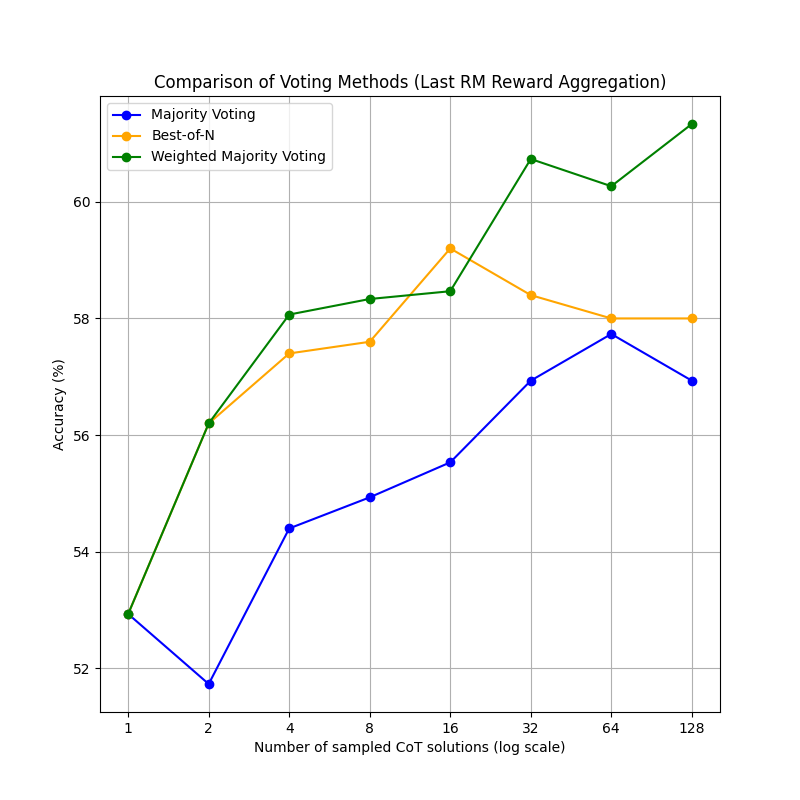 Comparison of Voting Methods (Last RM Reward Aggregation)
Majority Voting
Best-of-N
Weighted Majority Voting
Accuracy (%)
60
58
56
54
52
1 2 4 8 16 32 64 128
Number of sampled CoT solutions (log scale)